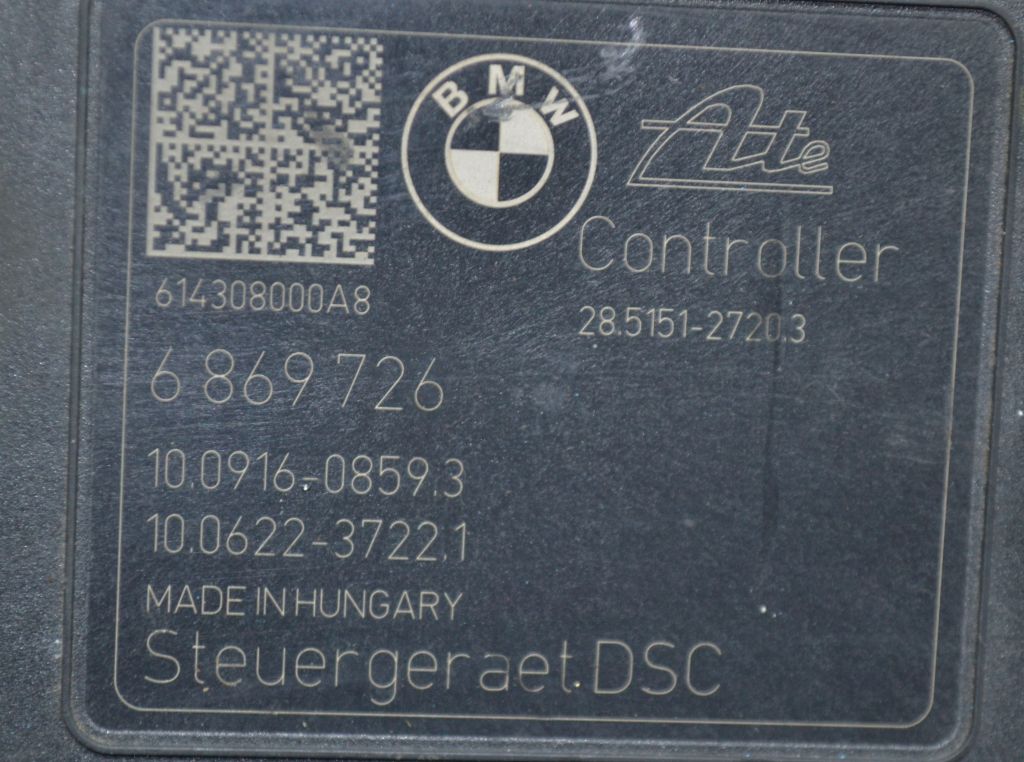 BMW
Ate
Controller
614308000A8
28.5151-2720.3
6 869 726
10.0916-0859.3
10.0622-3722.1
MADE IN HUNGARY
Steuergeraet DSC